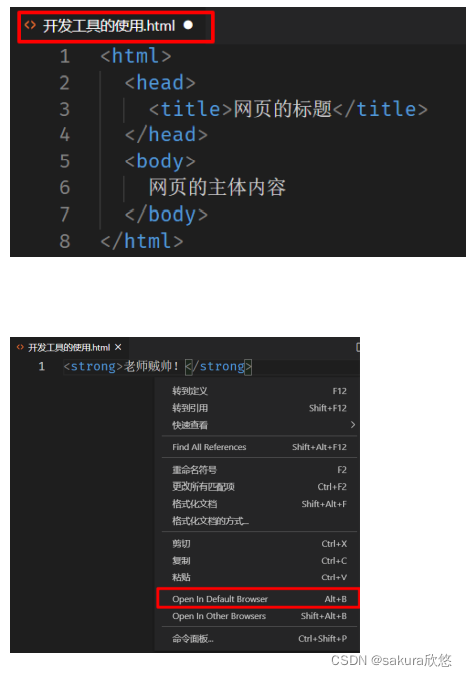 开发工具的使用.html
1 <html>
2 <head>
3 <title>网页的标题</title>
4 </head>
5 <body>
6 网页的主体内容
7 </body>
8 </html>
开发工具的使用.html ×
1 <strong>老师贼帅!</strong>
转到定义 F12
转到引用 Shift+F12
快速查看 >
Find All References Shift+Alt+F12
重命名符号 F2
更改所有匹配项 Ctrl+F2
格式化文档 Shift+Alt+F
格式化文档的方式...
剪切 Ctrl+X
复制 Ctrl+C
粘贴 Ctrl+V
Open In Default Browser Alt+B
Open In Other Browsers Shift+Alt+B
命令面板... Ctrl+Shift+P
CSDN @sakura欣悠